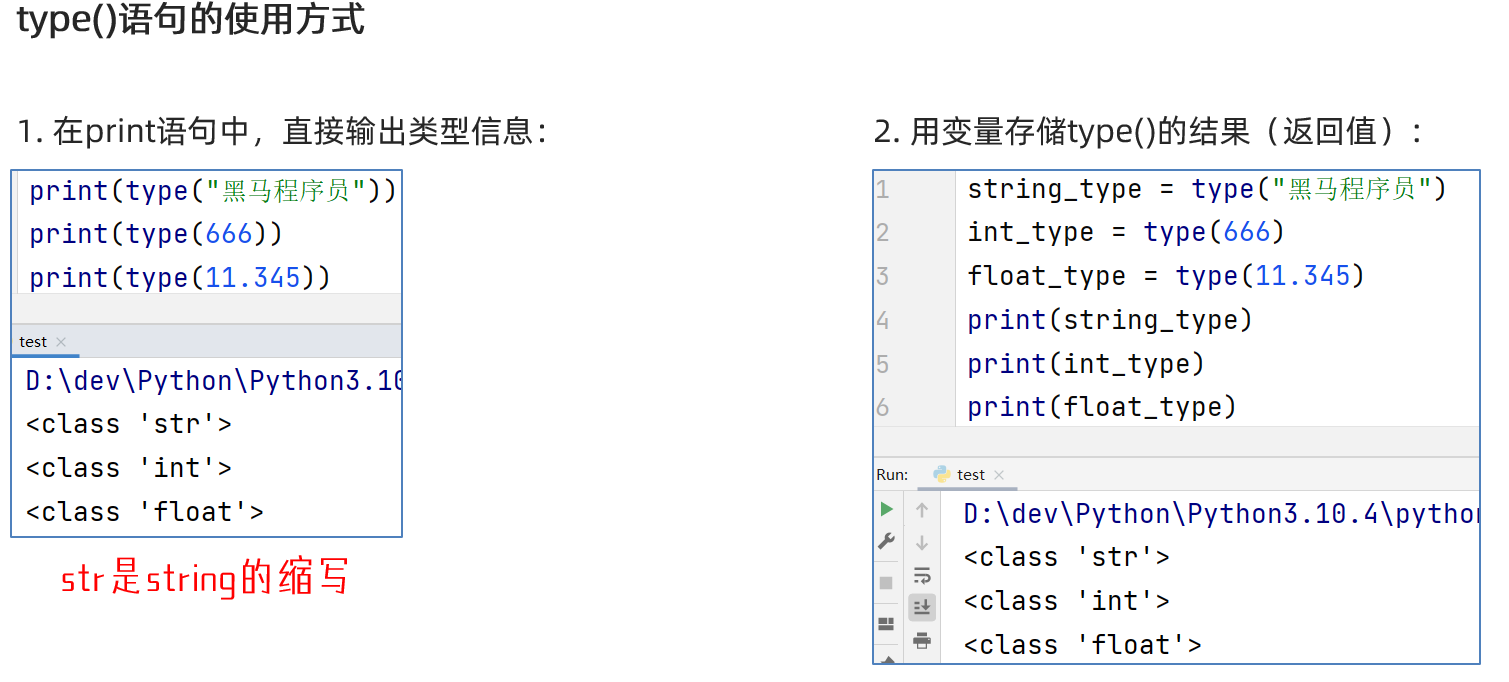 type()语句的使用方式
1. 在print语句中，直接输出类型信息：
print(type("黑马程序员"))
print(type(666))
print(type(11.345))
test
D:\dev\Python\Python3.10
<class 'str'>
<class 'int'>
<class 'float'>
str是string的缩写
2. 用变量存储type()的结果（返回值）：
1 string_type = type("黑马程序员")
2 int_type = type(666)
3 float_type = type(11.345)
4 print(string_type)
5 print(int_type)
6 print(float_type)
Run: test
D:\dev\Python\Python3.10.4\python
<class 'str'>
<class 'int'>
<class 'float'>